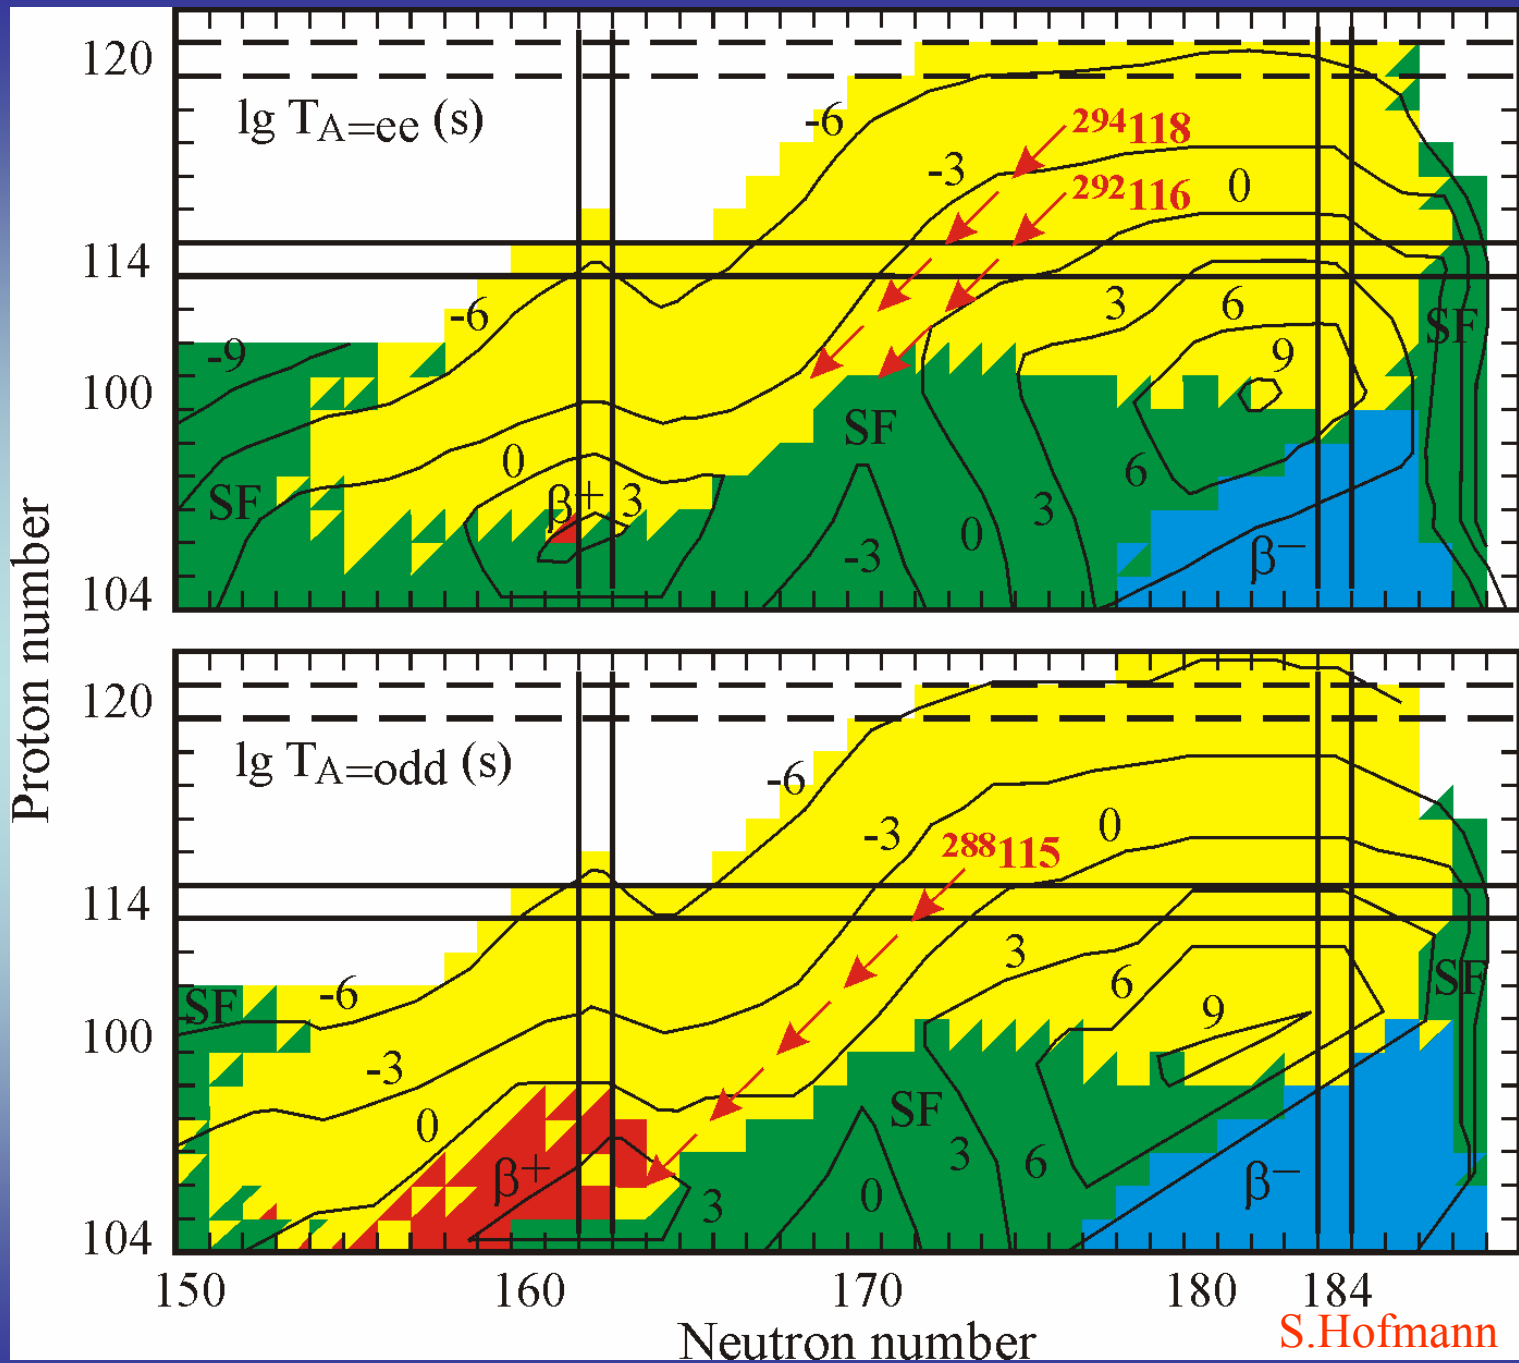 Proton number
120
114
100
104
lg T_A=ee (s)
-6
-3
²⁹⁴118
²⁹²116
0
-6
3
6
-9
9
SF
100
SF
0
6
β⁺ 3
SF
3
0
-3
β⁻
104
120
lg T_A=odd (s)
-6
-3
0
²⁸⁸115
114
3
SF
-6
6
SF
9
100
-3
SF
0
3
6
β⁺
β⁻
3
0
104
150
160
170
180
184
Neutron number
S.Hofmann